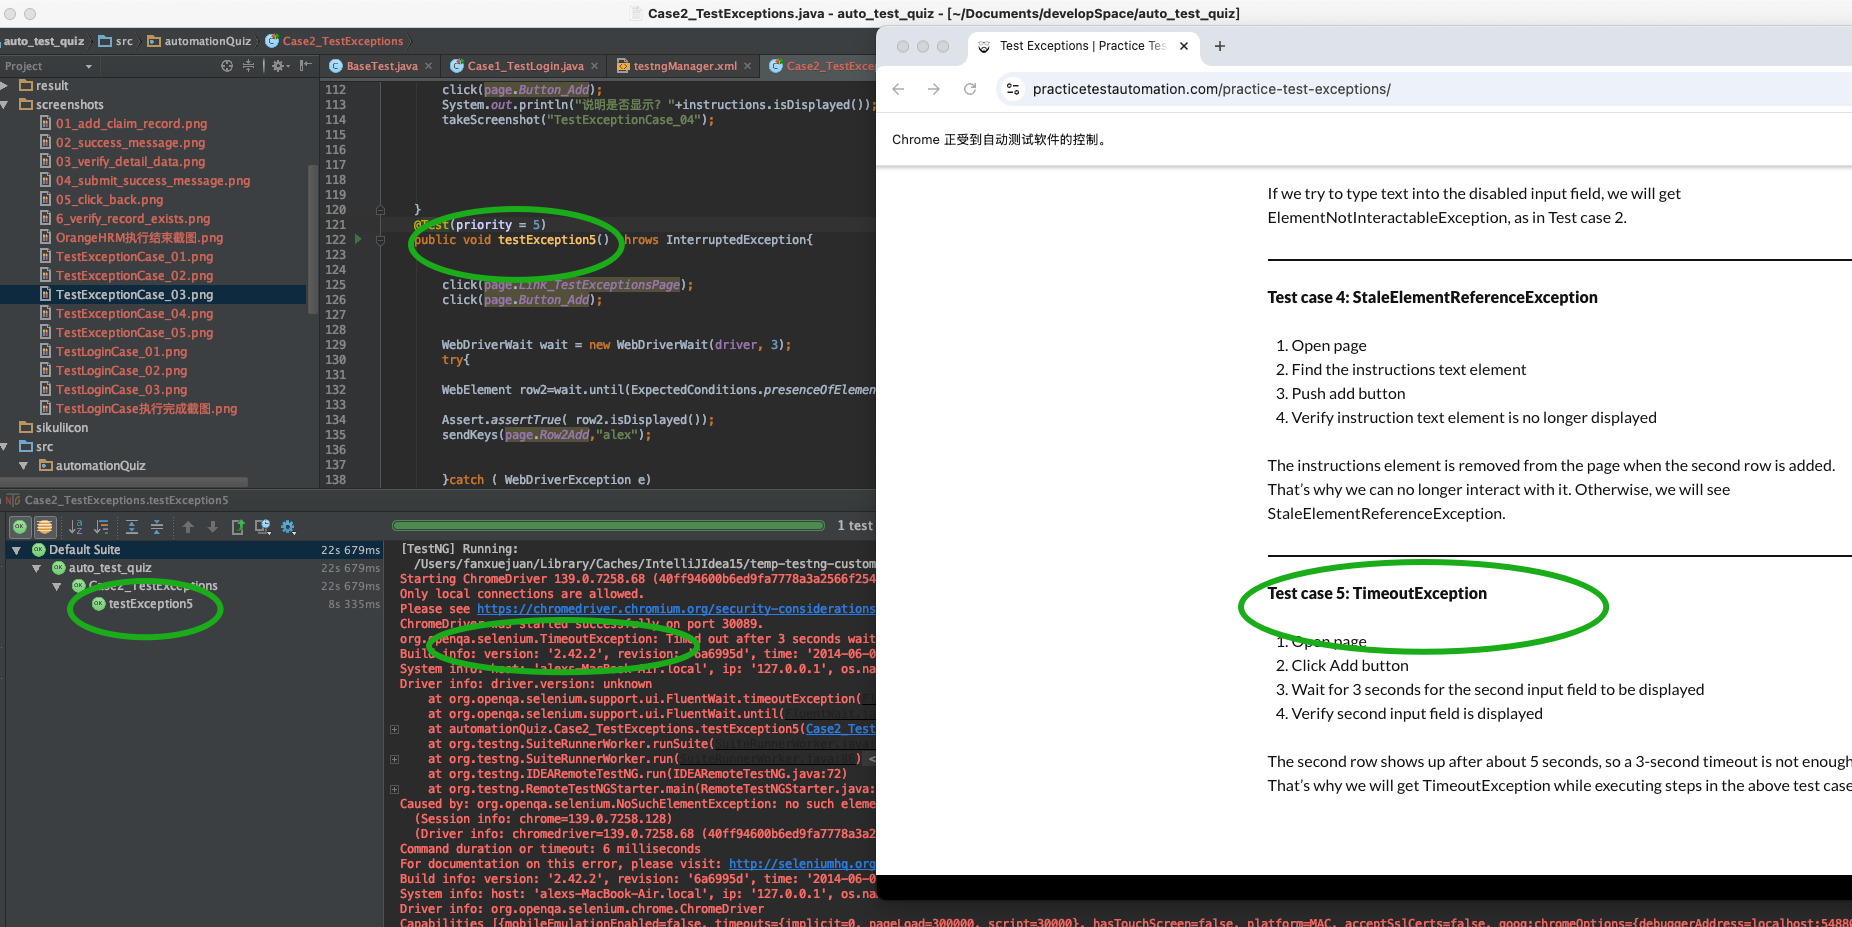 Case2_TestExceptions.java - auto_test_quiz - [~/Documents/developSpace/auto_test_quiz]
auto_test_quiz src automationQuiz Case2_TestExceptions
Project
BaseTest.java Case1_TestLogin.java testngManager.xml Case2_TestExce
result
screenshots
01_add_claim_record.png
02_success_message.png
03_verify_detail_data.png
04_submit_success_message.png
05_click_back.png
6_verify_record_exists.png
OrangeHRM执行结束截图.png
TestExceptionCase_01.png
TestExceptionCase_02.png
TestExceptionCase_03.png
TestExceptionCase_04.png
TestExceptionCase_05.png
TestLoginCase_01.png
TestLoginCase_02.png
TestLoginCase_03.png
TestLoginCase执行完成截图.png
sikuliIcon
src
automationQuiz
112 click(page.Button_Add);
113 System.out.println("说明是否显示? "+instructions.isDisplayed());
114 takeScreenshot("TestExceptionCase_04");
115
116
117
118
119
120 }
121 @Test(priority = 5)
122 public void testException5() throws InterruptedException{
123
124
125 click(page.Link_TestExceptionsPage);
126 click(page.Button_Add);
127
128
129 WebDriverWait wait = new WebDriverWait(driver, 3);
130 try{
131
132 WebElement row2=wait.until(ExpectedConditions.presenceOfElemen
133
134 Assert.assertTrue( row2.isDisplayed());
135 sendKeys(page.Row2Add,"alex");
136
137
138 }catch ( WebDriverException e)
Case2_TestExceptions.testException5
1 test
Default Suite 22s 679ms
auto_test_quiz 22s 679ms
Case2_TestExceptions 22s 679ms
testException5 8s 335ms
[TestNG] Running:
/Users/fanxuejuan/Library/Caches/IntelliJIdea15/temp-testng-custom
Starting ChromeDriver 139.0.7258.68 (40ff94600b6ed9fa7778a3a2566f254
Only local connections are allowed.
Please see https://chromedriver.chromium.org/security-considerations
ChromeDriver was started successfully on port 30089.
org.openqa.selenium.TimeoutException: Timed out after 3 seconds wait
Build info: version: '2.42.2', revision: '6a6995d', time: '2014-06-0
System info: host: 'alexs-MacBook-Air.local', ip: '127.0.0.1', os.na
Driver info: driver.version: unknown
at org.openqa.selenium.support.ui.FluentWait.timeoutException(
at org.openqa.selenium.support.ui.FluentWait.until(
at automationQuiz.Case2_TestExceptions.testException5(Case2_Test
at org.testng.SuiteRunnerWorker.runSuite(
at org.testng.SuiteRunnerWorker.run(
at org.testng.IDEARemoteTestNG.run(IDEARemoteTestNG.java:72)
at org.testng.RemoteTestNGStarter.main(RemoteTestNGStarter.java:
Caused by: org.openqa.selenium.NoSuchElementException: no such eleme
(Session info: chrome=139.0.7258.128)
(Driver info: chromedriver=139.0.7258.68 (40ff94600b6ed9fa7778a3a2
Command duration or timeout: 6 milliseconds
For documentation on this error, please visit: http://seleniumhq.org
Build info: version: '2.42.2', revision: '6a6995d', time: '2014-06-0
System info: host: 'alexs-MacBook-Air.local', ip: '127.0.0.1', os.na
Driver info: org.openqa.selenium.chrome.ChromeDriver
Capabilities [{mobileEmulationEnabled=false, timeouts={implicit=0, pageLoad=300000, script=30000}, hasTouchScreen=false, platform=MAC, acceptSslCerts=false, goog:chromeOptions={debuggerAddress=localhost:5488
Test Exceptions | Practice Tes
practicetestautomation.com/practice-test-exceptions/
Chrome 正受到自动测试软件的控制。
If we try to type text into the disabled input field, we will get
ElementNotInteractableException, as in Test case 2.
Test case 4: StaleElementReferenceException
1. Open page
2. Find the instructions text element
3. Push add button
4. Verify instruction text element is no longer displayed
The instructions element is removed from the page when the second row is added.
That's why we can no longer interact with it. Otherwise, we will see
StaleElementReferenceException.
Test case 5: TimeoutException
1. Open page
2. Click Add button
3. Wait for 3 seconds for the second input field to be displayed
4. Verify second input field is displayed
The second row shows up after about 5 seconds, so a 3-second timeout is not enough
That's why we will get TimeoutException while executing steps in the above test case